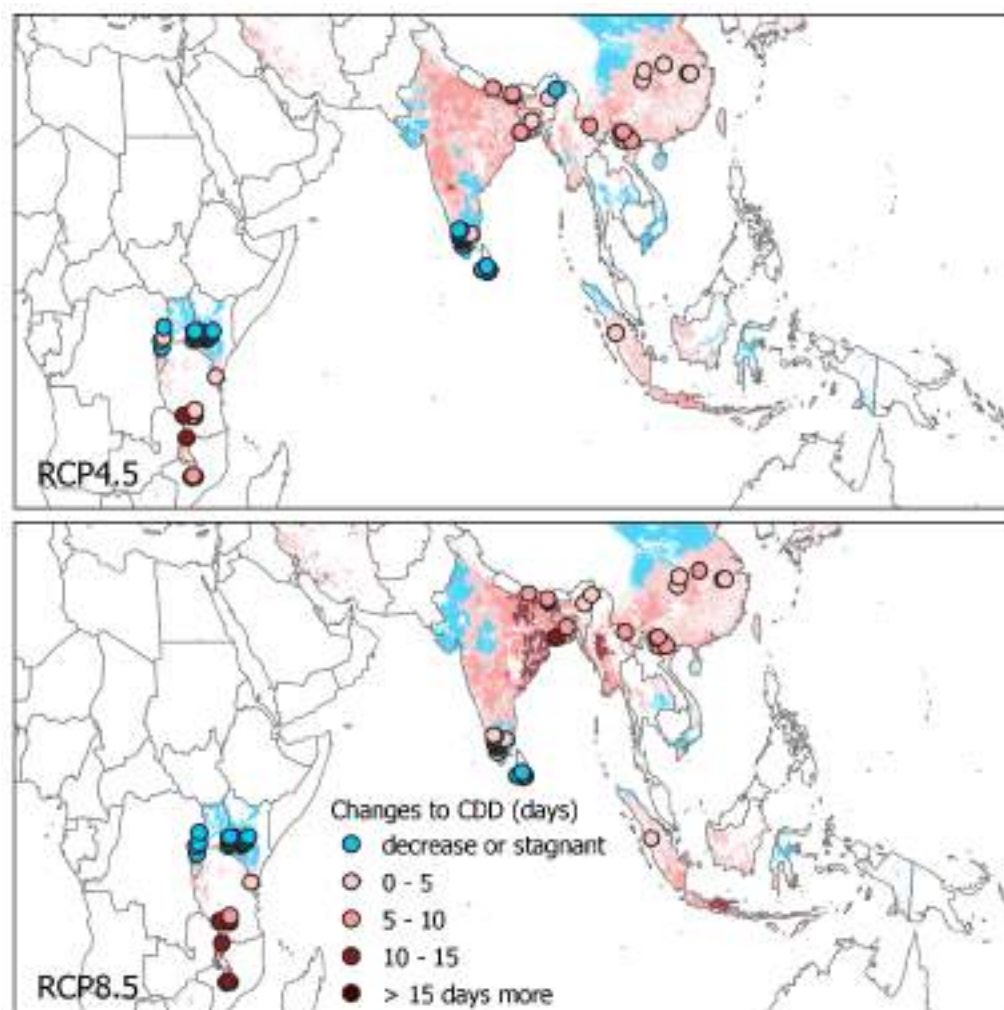 RCP4.5
Changes to CDD (days)
decrease or stagnant
0 - 5
5 - 10
10 - 15
> 15 days more
RCP8.5